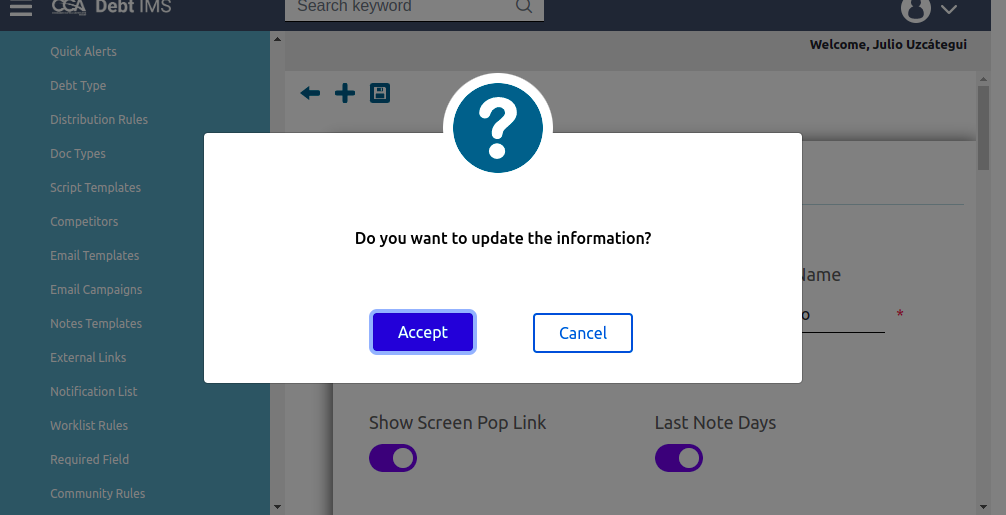 CCA Debt IMS
Search keyword
Welcome, Julio Uzcátegui
Quick Alerts
Debt Type
Distribution Rules
Doc Types
Script Templates
Competitors
Email Templates
Email Campaigns
Notes Templates
External Links
Notification List
Worklist Rules
Required Field
Community Rules
?
Do you want to update the information?
Accept
Cancel
Name
o *
Show Screen Pop Link
Last Note Days